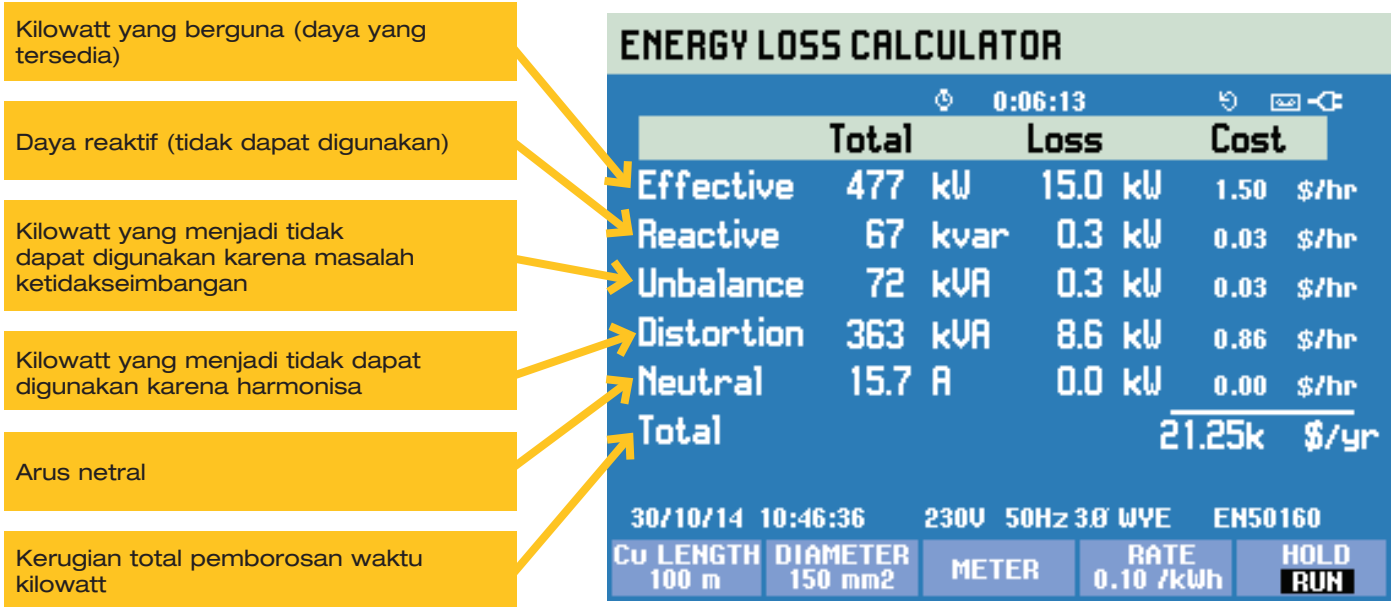 Kilowatt yang berguna (daya yang
tersedia)
Daya reaktif (tidak dapat digunakan)
Kilowatt yang menjadi tidak
dapat digunakan karena masalah
ketidakseimbangan
Kilowatt yang menjadi tidak dapat
digunakan karena harmonisa
Arus netral
Kerugian total pemborosan waktu
kilowatt
ENERGY LOSS CALCULATOR
0:06:13
Total Loss Cost
Effective 477 kW 15.0 kW 1.50 $/hr
Reactive 67 kvar 0.3 kW 0.03 $/hr
Unbalance 72 kVA 0.3 kW 0.03 $/hr
Distortion 363 kVA 8.6 kW 0.86 $/hr
Neutral 15.7 A 0.0 kW 0.00 $/hr
Total 21.25k $/yr
30/10/14 10:46:36 230V 50Hz 3Ø WYE EN50160
Cu LENGTH DIAMETER METER RATE HOLD
100 m 150 mm2 0.10 /kWh RUN